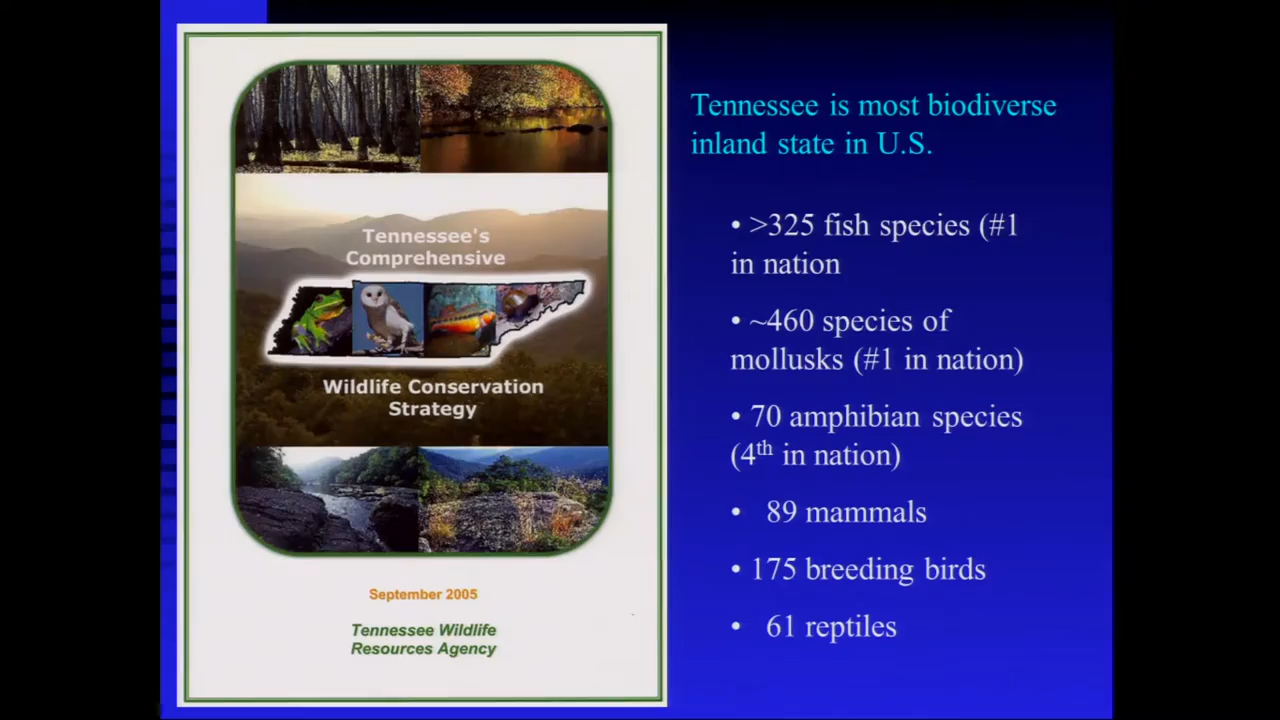 Tennessee's
Comprehensive
Wildlife Conservation
Strategy
September 2005
Tennessee Wildlife
Resources Agency
Tennessee is most biodiverse
inland state in U.S.
• >325 fish species (#1
in nation
• ~460 species of
mollusks (#1 in nation)
• 70 amphibian species
(4th in nation)
• 89 mammals
• 175 breeding birds
• 61 reptiles